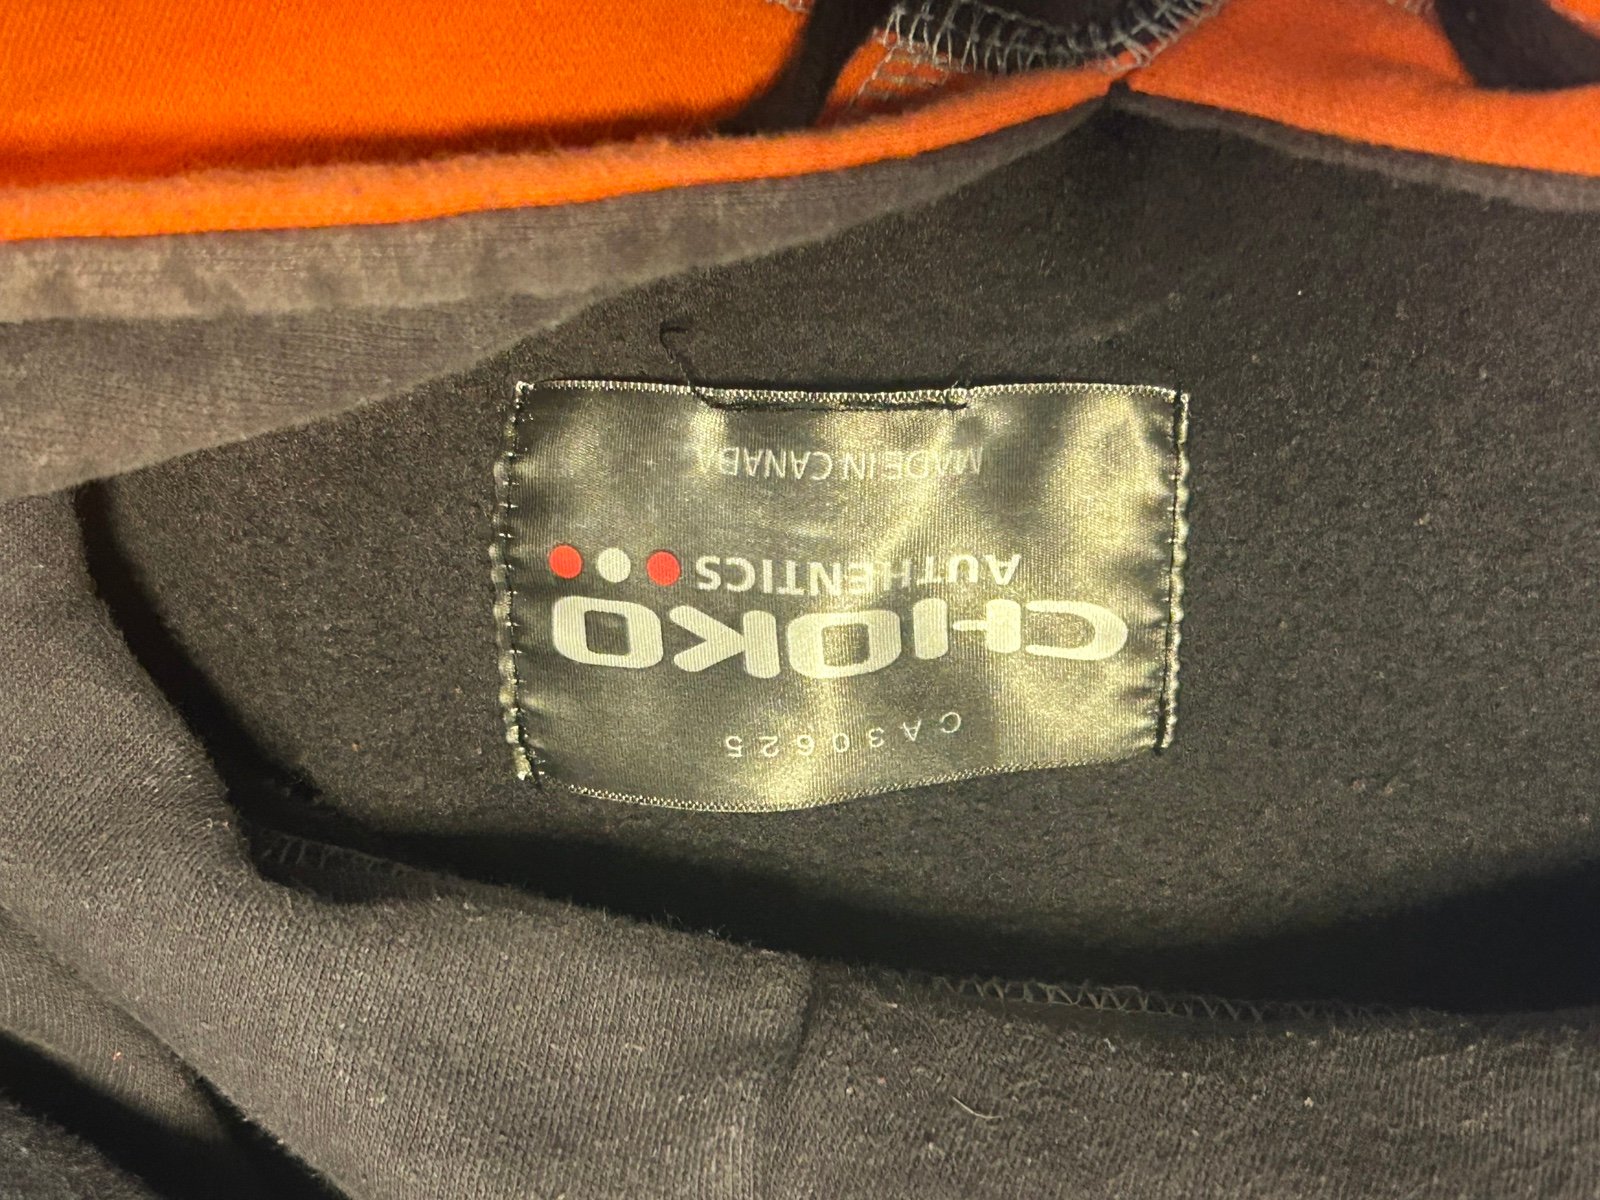 CA30625
CHOKO
AUTHENTICS
MADE IN CANADA